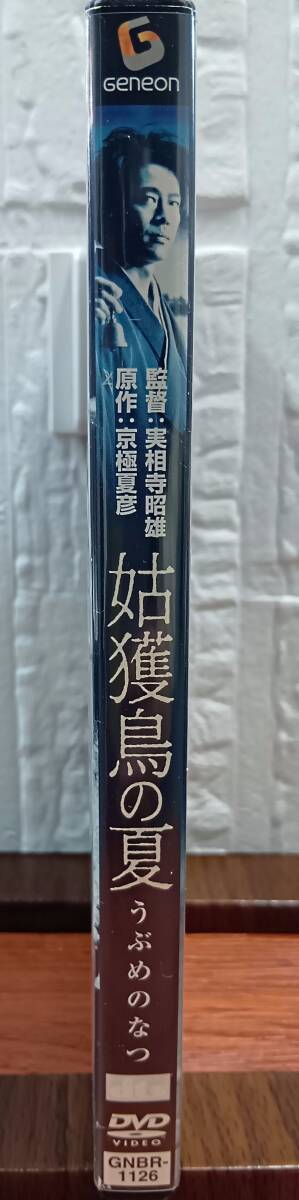 GENEON
監督：実相寺昭雄
原作：京極夏彦
姑獲鳥の夏
うぶめのなつ
DVD
VIDEO
GNBR-
1126